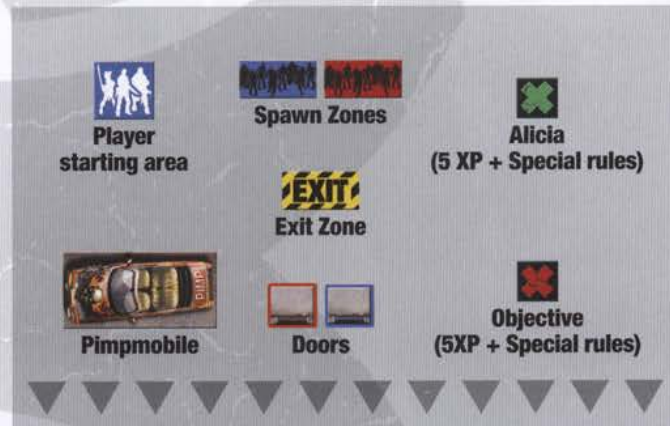 Player
starting area
Spawn Zones
EXIT
Exit Zone
Alicia
(5 XP + Special rules)
PIMP
Pimpmobile
Doors
Objective
(5XP + Special rules)